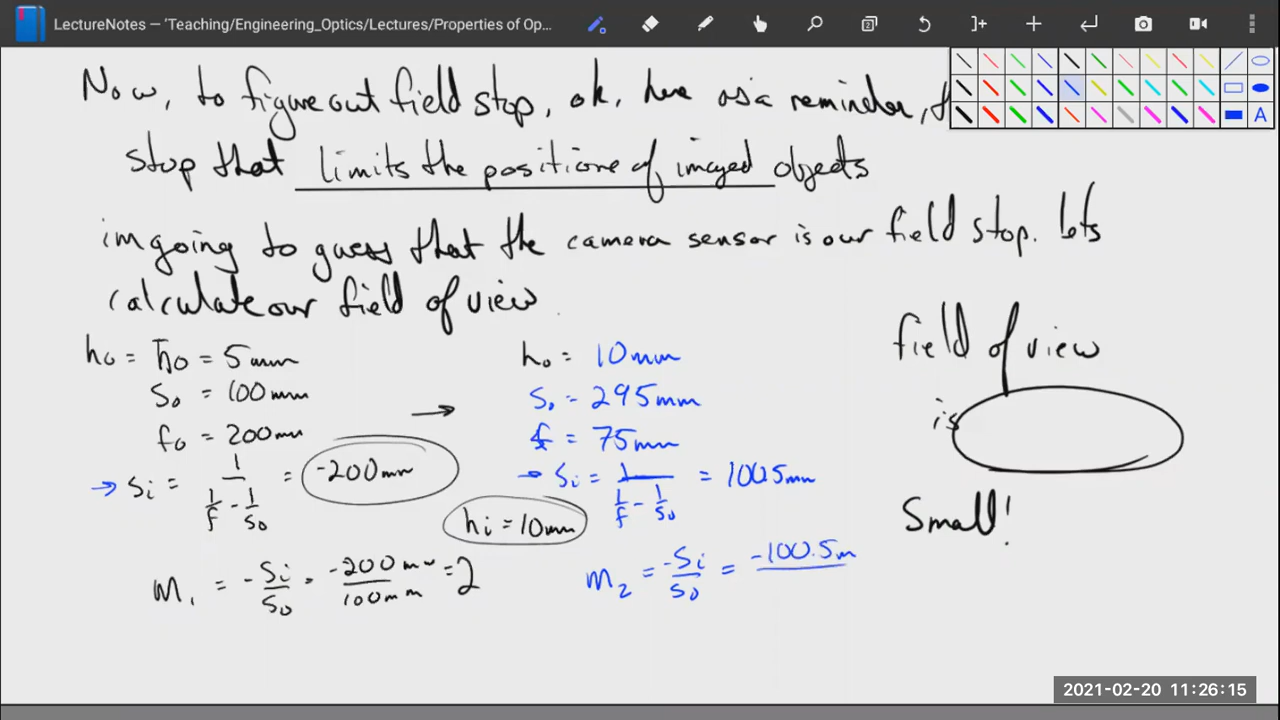 LectureNotes — 'Teaching/Engineering_Optics/Lectures/Properties of Op...
Now, to figure out field stop, ok, here as a reminder,
stop that limits the positions of imaged objects
im going to guess that the camera sensor is our field stop. lets
calculate our field of view
h₀ = h₀ = 5mm
S₀ = 100mm
f₀ = 200mm
→ Si = 1/(1/f - 1/S₀) = -200mm
hi = 10mm
M₁ = -Si/S₀ = -200mm/100mm = 2
→
h₀ = 10mm
S₀ = 295mm
f = 75mm
→ Si = 1/(1/f - 1/S₀) = 100.5mm
M₂ = -Si/S₀ = -100.5m
field of view
is
Small!
A
2021-02-20 11:26:15